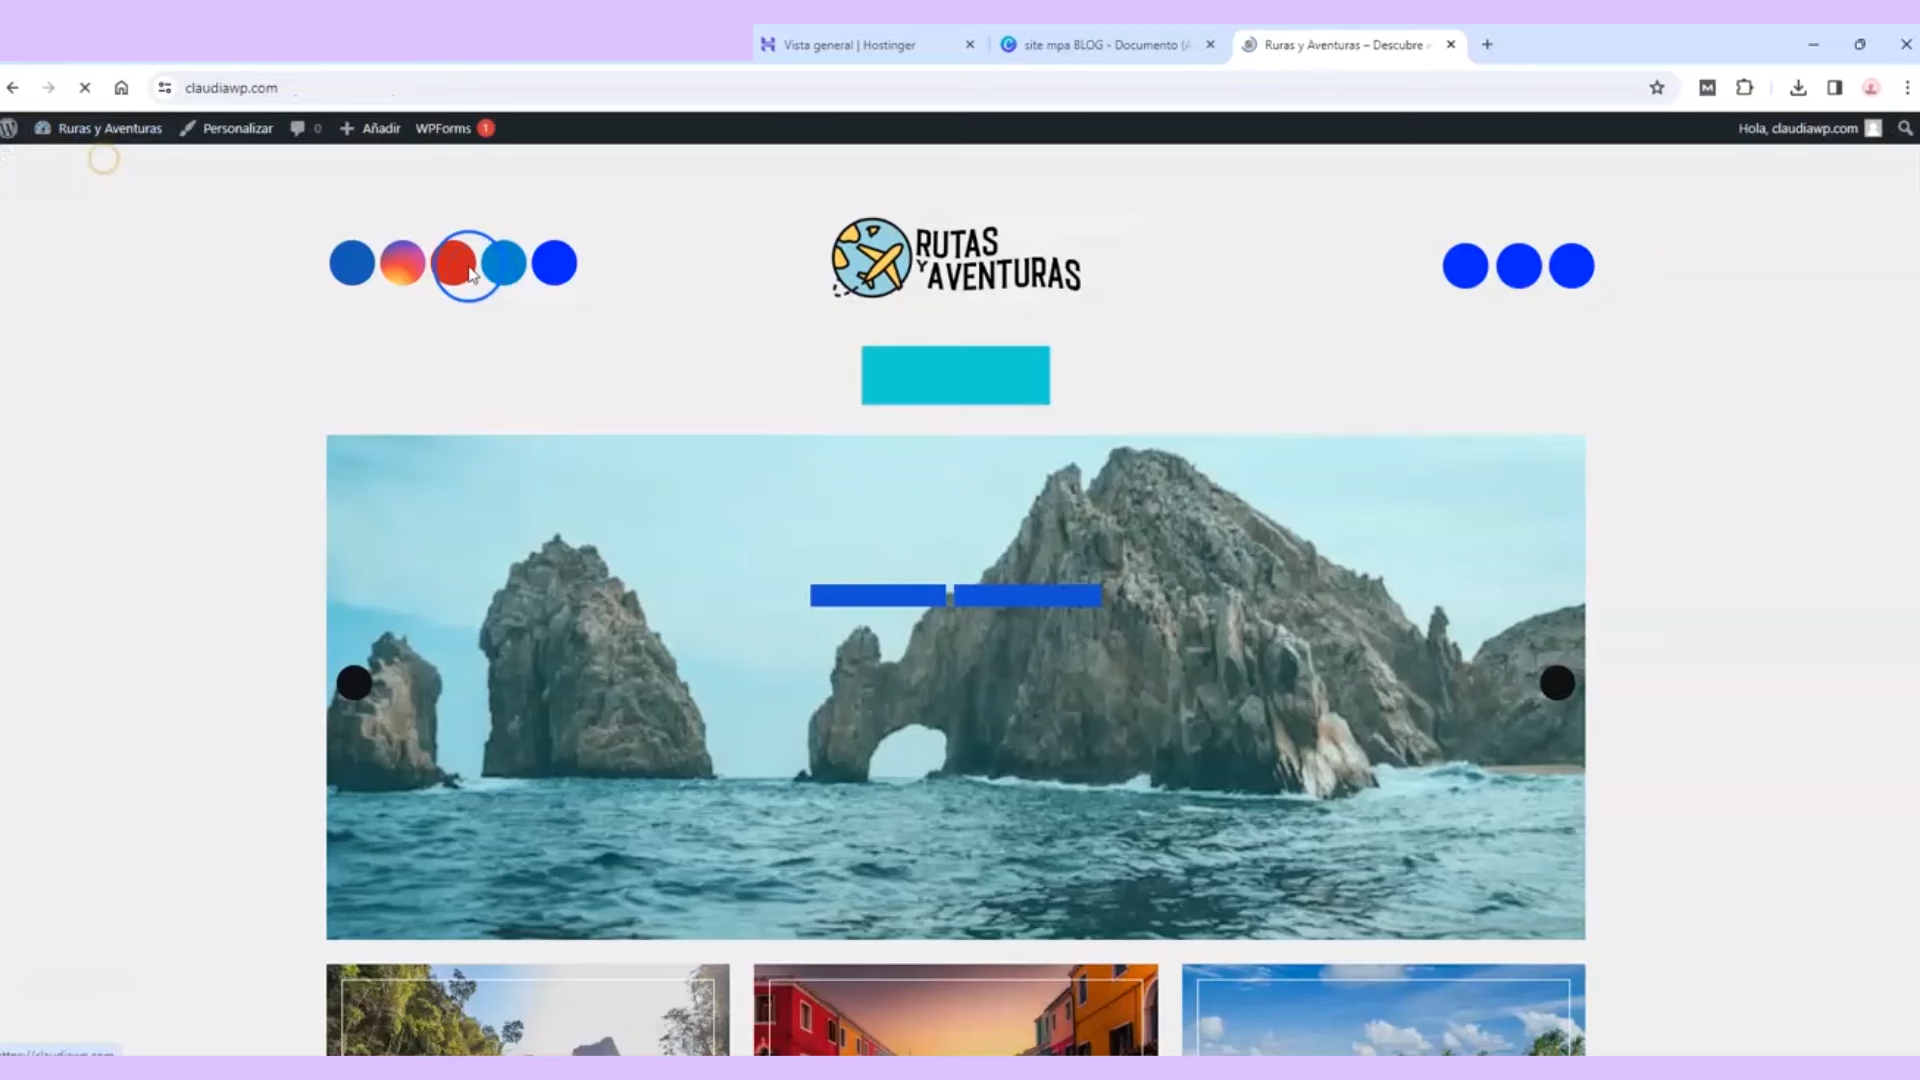 Vista general | Hostinger
site mpa BLOG - Documento (A
Ruras y Aventuras – Descubre
claudiawp.com
Ruras y Aventuras
Personalizar
0
Añadir
WPForms
1
Hola, claudiawp.com
RUTAS
Y AVENTURAS